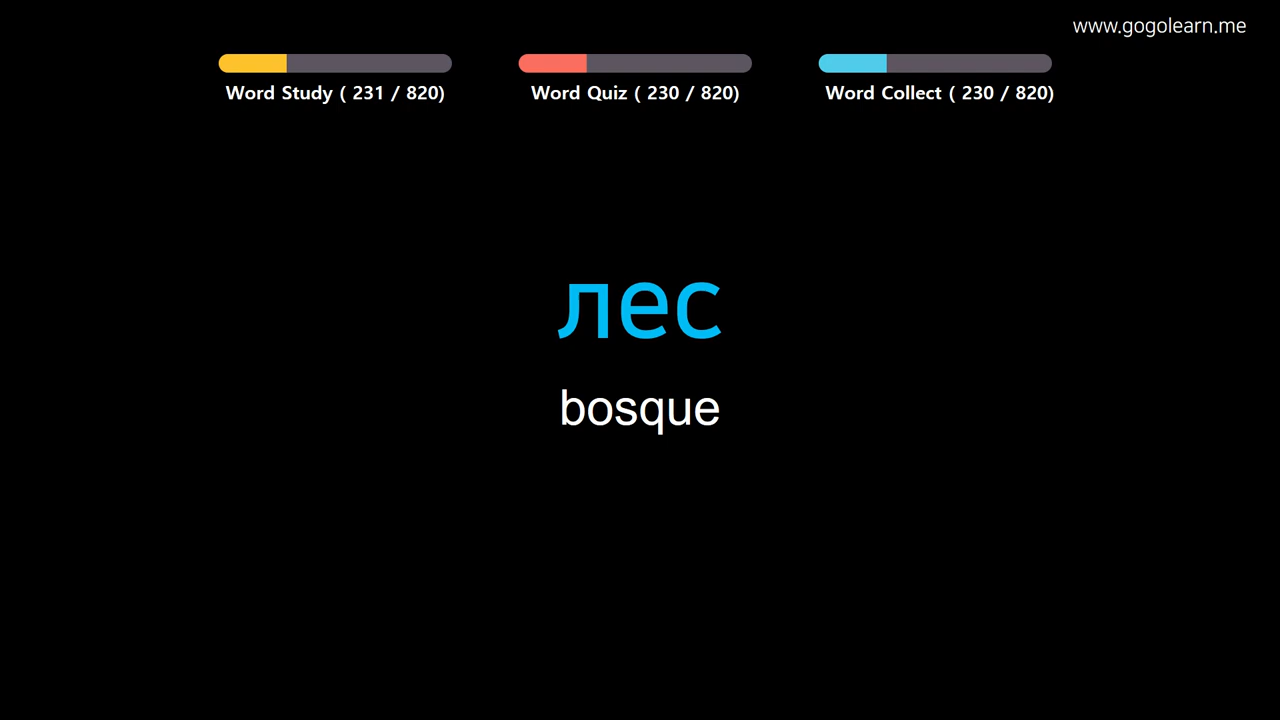 www.gogolearn.me
Word Study ( 231 / 820)
Word Quiz ( 230 / 820)
Word Collect ( 230 / 820)
лес
bosque